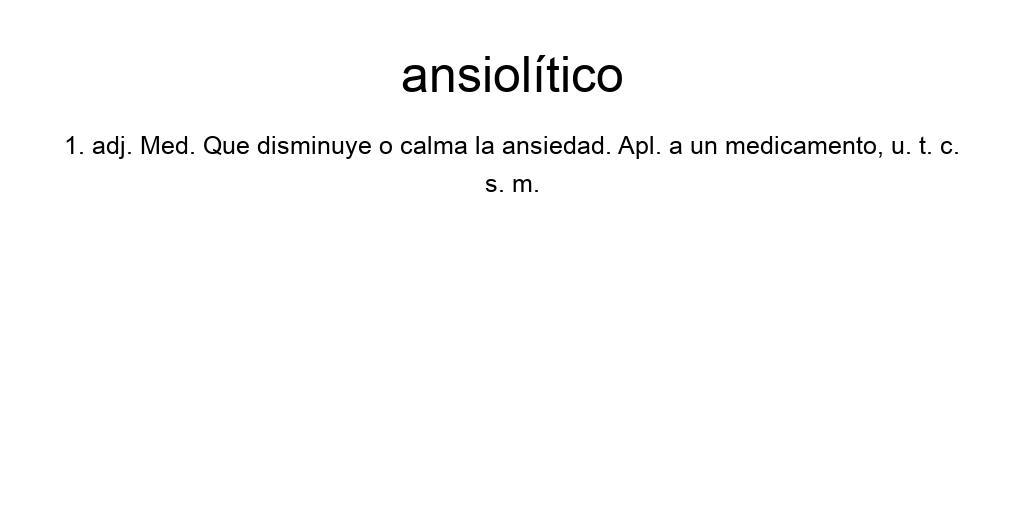 ansiolítico
1. adj. Med. Que disminuye o calma la ansiedad. Apl. a un medicamento, u. t. c.
s. m.